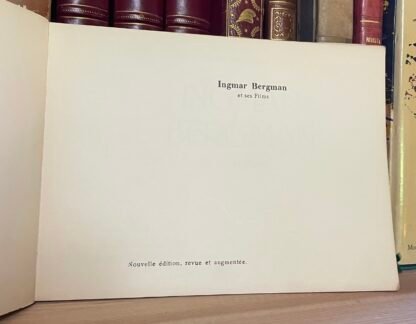 Ingmar Bergman
et ses Films
Nouvelle édition, revue et augmentée.